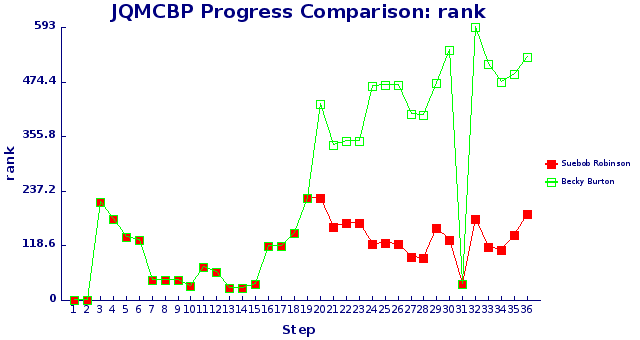 JQMCBP Progress Comparison: rank
593
474.4
355.8
237.2
118.6
0
rank
1 2 3 4 5 6 7 8 9 10 11 12 13 14 15 16 17 18 19 20 21 22 23 24 25 26 27 28 29 30 31 32 33 34 35 36
Step
Suebob Robinson
Becky Burton